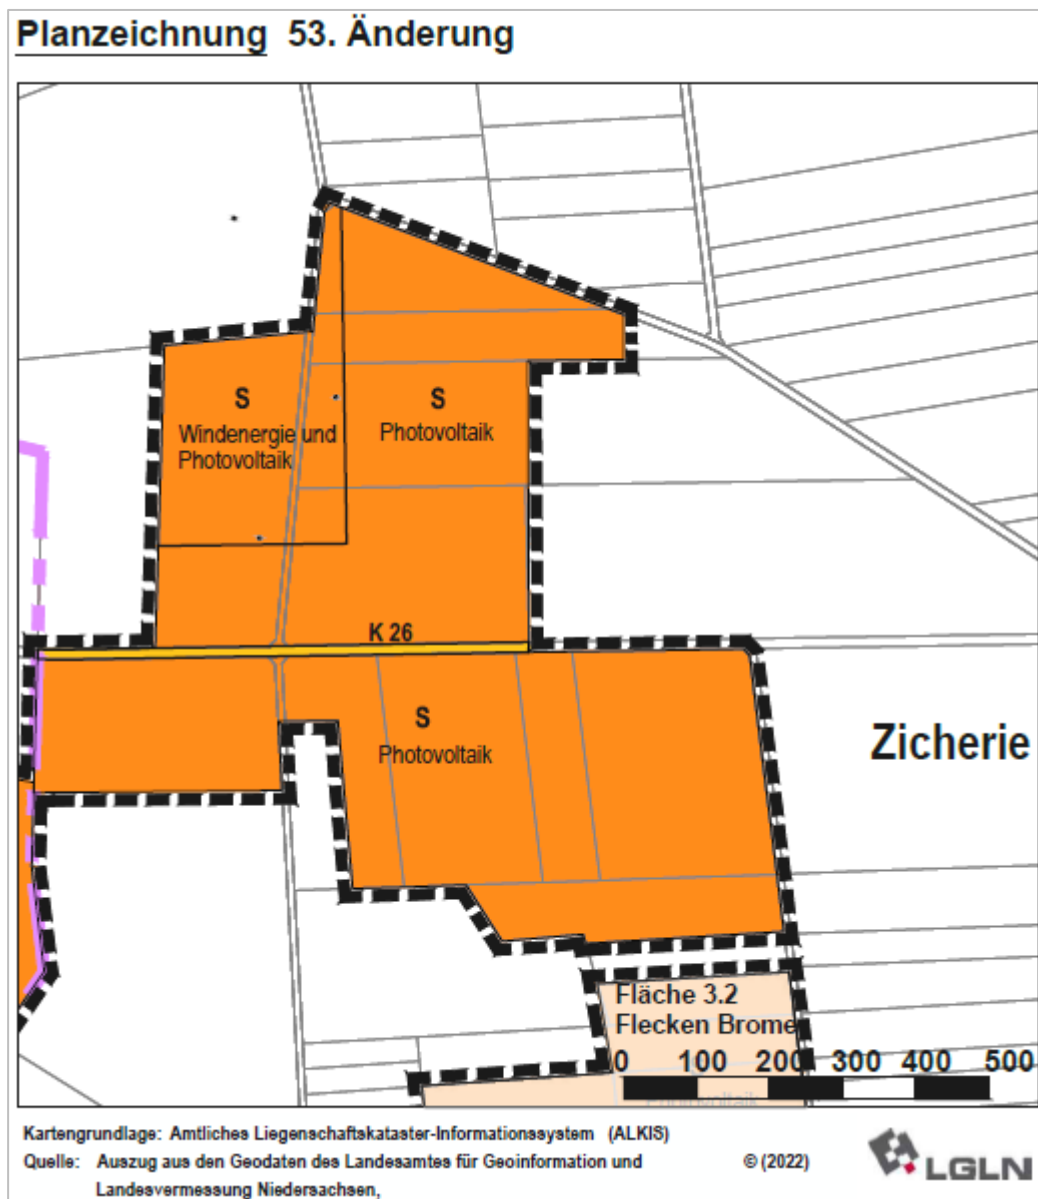 Planzeichnung 53. Änderung
S
Windenergie und
Photovoltaik
S
Photovoltaik
K 26
S
Photovoltaik
Zicherie
Fläche 3.2
Flecken Brome
0 100 200 300 400 500
Photovoltaik
Kartengrundlage: Amtliches Liegenschaftskataster-Informationssystem (ALKIS)
Quelle: Auszug aus den Geodaten des Landesamtes für Geoinformation und
Landesvermessung Niedersachsen,
© (2022)
LGLN